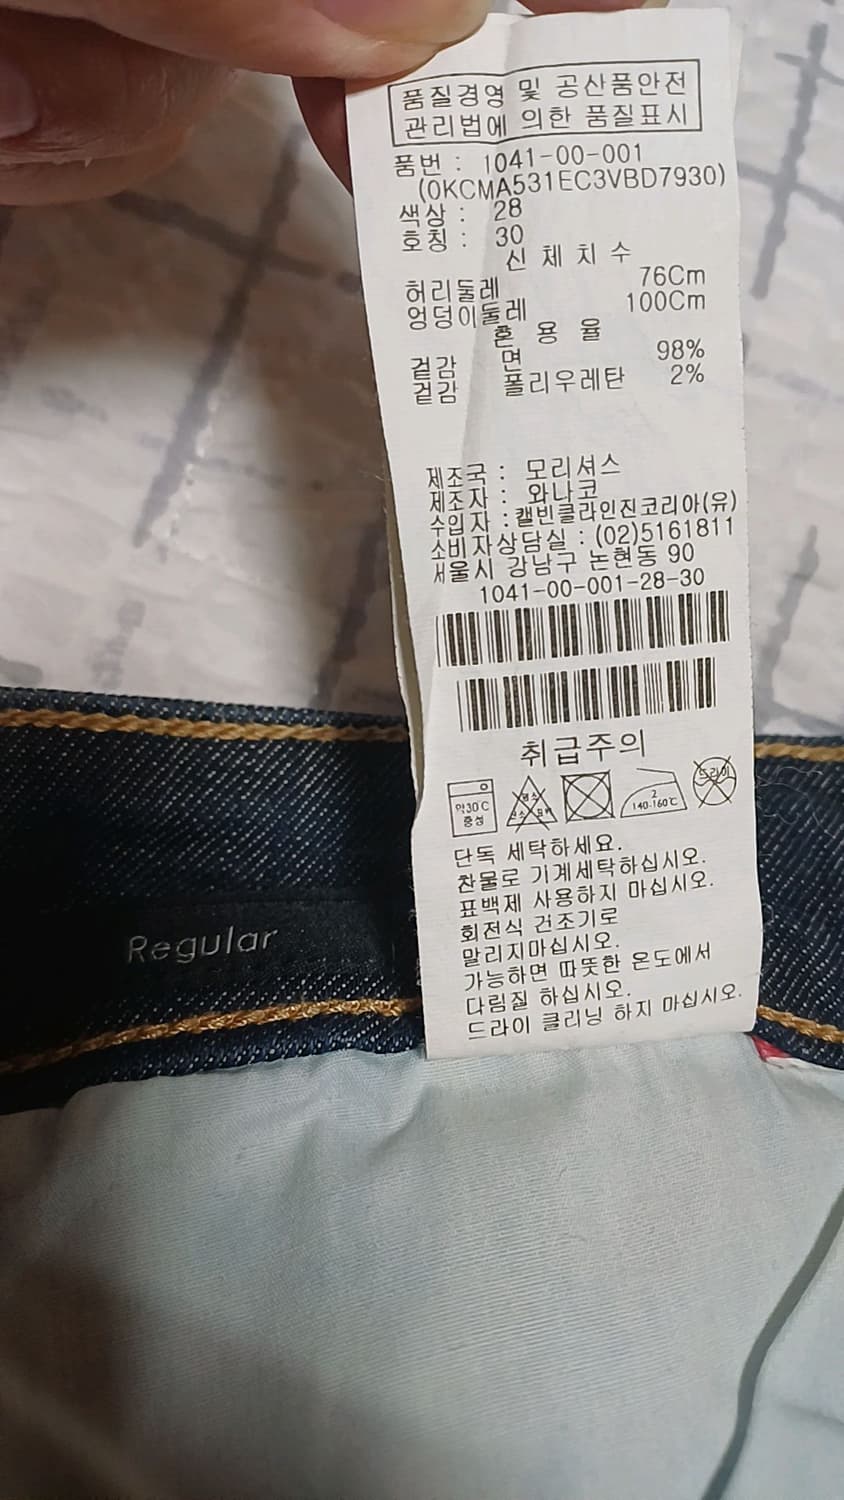 품질경영 및 공산품안전
관리법에 의한 품질표시
품번 : 1041-00-001
(0KCMA531EC3VBD7930)
색상 : 28
호칭 : 30
신 체 치 수
허리둘레 76Cm
엉덩이둘레 100Cm
혼 용 율
겉감 면 98%
겉감 폴리우레탄 2%
제조국 : 모리셔스
제조자 : 와나코
수입자 : 캘빈클라인진코리아(유)
소비자상담실 : (02)5161811
서울시 강남구 논현동 90
1041-00-001-28-30
취급주의
약30℃
중성
2
140-160℃
드라이
단독 세탁하세요.
찬물로 기계세탁하십시오.
표백제 사용하지 마십시오.
회전식 건조기로
말리지마십시오.
가능하면 따뜻한 온도에서
다림질 하십시오.
드라이 클리닝 하지 마십시오.
Regular